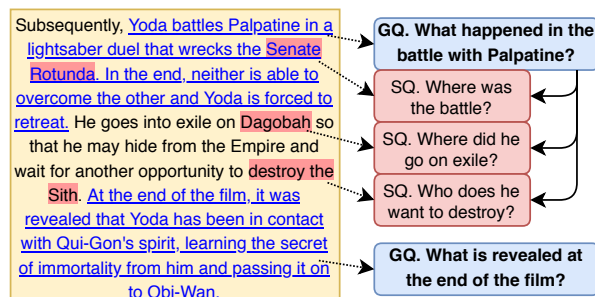 Subsequently, Yoda battles Palpatine in a
lightsaber duel that wrecks the Senate
Rotunda. In the end, neither is able to
overcome the other and Yoda is forced to
retreat. He goes into exile on Dagobah so
that he may hide from the Empire and
wait for another opportunity to destroy the
Sith. At the end of the film, it was
revealed that Yoda has been in contact
with Qui-Gon's spirit, learning the secret
of immortality from him and passing it on
to Obi-Wan.
GQ. What happened in the
battle with Palpatine?
SQ. Where was
the battle?
SQ. Where did he
go on exile?
SQ. Who does he
want to destroy?
GQ. What is revealed at
the end of the film?